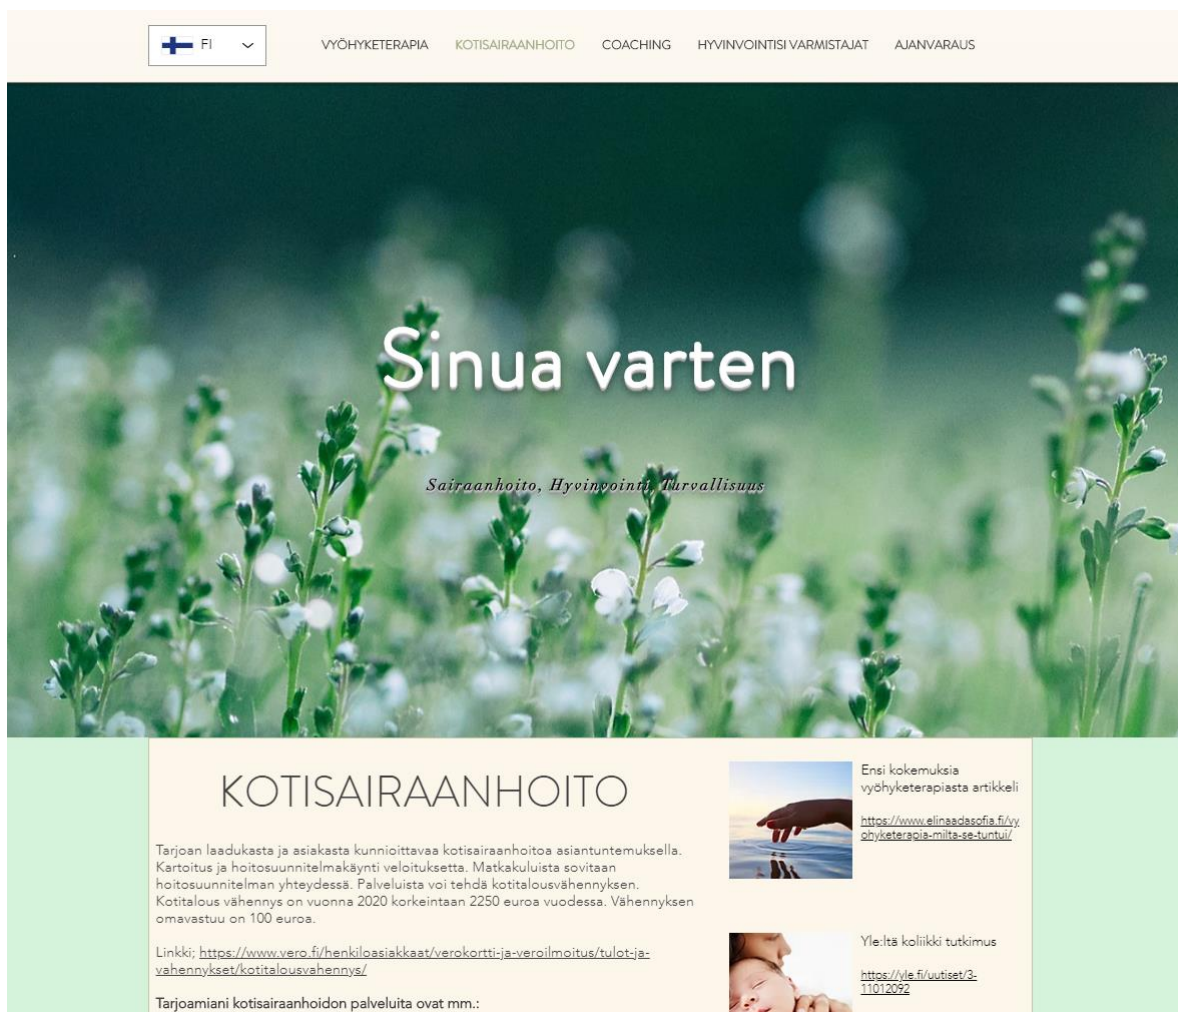 FI
VYÖHYKETERAPIA KOTISAIRAANHOITO COACHING HYVINVOINTISI VARMISTAJAT AJANVARAUS
Sinua varten
Sairaanhoito, Hyvinvointi, Turvallisuus
KOTISAIRAANHOITO
Tarjoan laadukasta ja asiakasta kunnioittavaa kotisairaanhoitoa asiantuntemuksella.
Kartoitus ja hoitosuunnitelmakäynti veloituksetta. Matkakuluista sovitaan
hoitosuunnitelman yhteydessä. Palveluista voi tehdä kotitalousvähennyksen.
Kotitalous vähennys on vuonna 2020 korkeintaan 2250 euroa vuodessa. Vähennyksen
omavastuu on 100 euroa.
Linkki; https://www.vero.fi/henkiloasiakkaat/verokortti-ja-veroilmoitus/tulot-ja-
vahennykset/kotitalousvahennys/
Tarjoamiani kotisairaanhoidon palveluita ovat mm.:
Ensi kokemuksia
vyöhyketerapiasta artikkeli
https://www.elinaadasofia.fi/vy
ohyketerapia-milta-se-tuntui/
Yle:ltä koliikki tutkimus
https://yle.fi/uutiset/3-
11012092